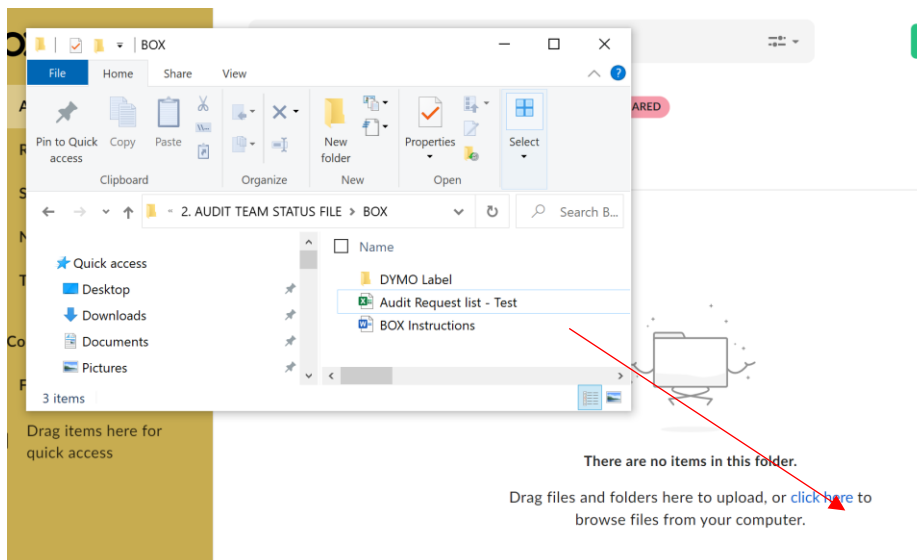 BOX
File Home Share View
Pin to Quick access
Copy
Paste
Clipboard
Organize
New folder
New
Properties
Open
Select
2. AUDIT TEAM STATUS FILE > BOX
Search B...
Quick access
Desktop
Downloads
Documents
Pictures
Name
DYMO Label
Audit Request list - Test
BOX Instructions
3 items
ARED
Co
Drag items here for
quick access
There are no items in this folder.
Drag files and folders here to upload, or click here to
browse files from your computer.